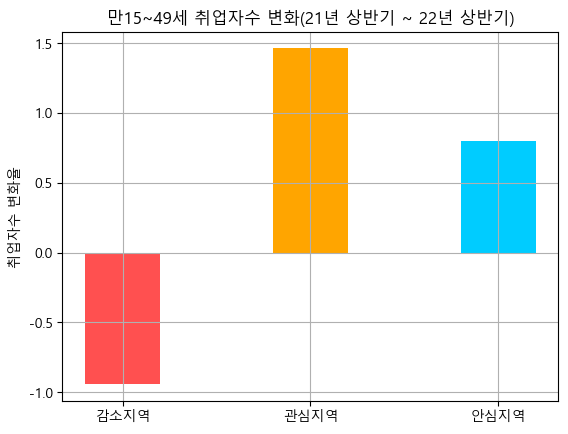 만15~49세 취업자수 변화(21년 상반기 ~ 22년 상반기)
취업자수 변화율
1.5
1.0
0.5
0.0
-0.5
-1.0
감소지역
관심지역
안심지역